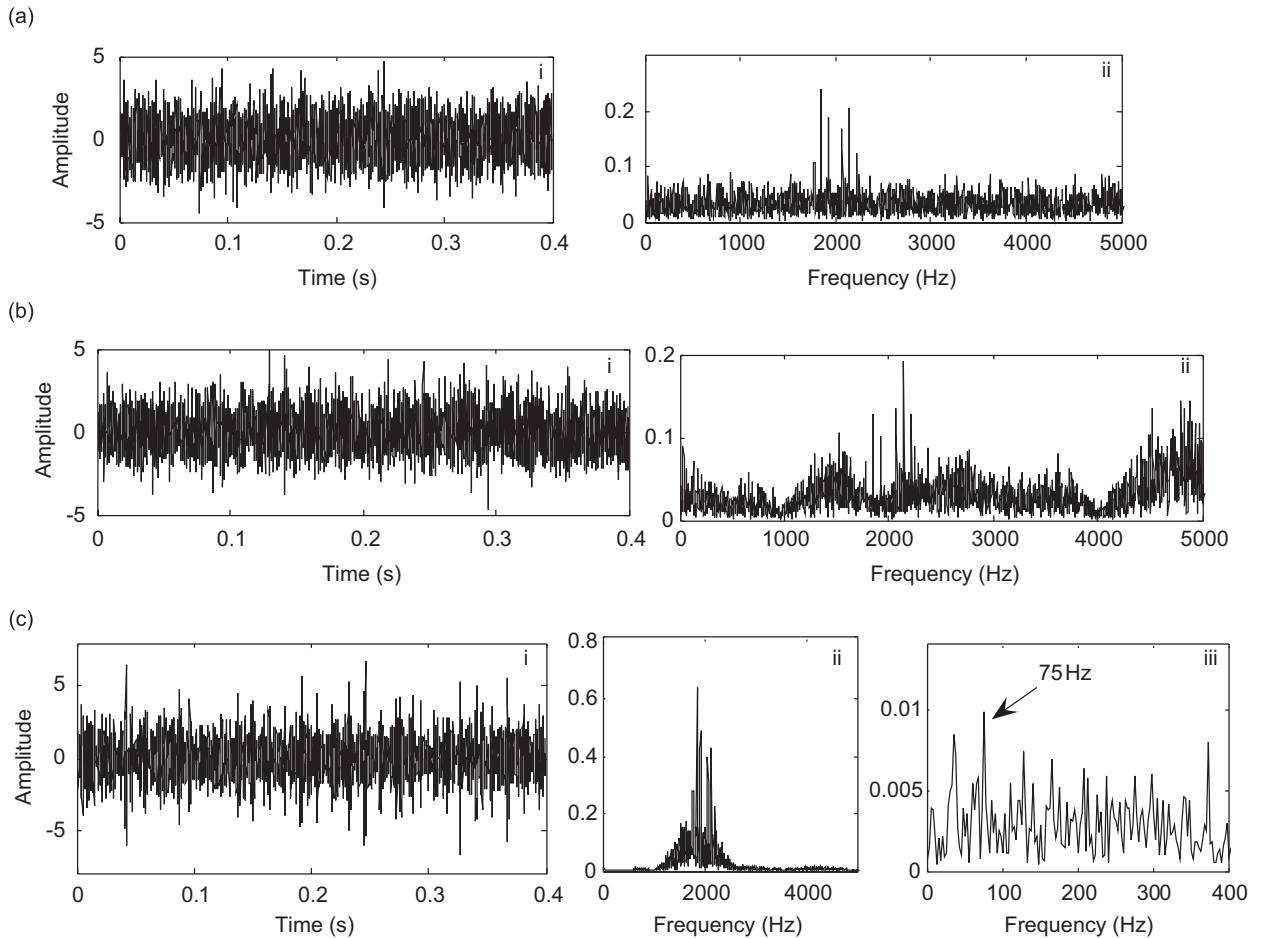 (a)
5
0
-5
Amplitude
i
0 0.1 0.2 0.3 0.4
Time (s)
0.2
0.1
0
ii
0 1000 2000 3000 4000 5000
Frequency (Hz)
(b)
5
0
-5
Amplitude
i
0 0.1 0.2 0.3 0.4
Time (s)
0.2
0.1
0
ii
0 1000 2000 3000 4000 5000
Frequency (Hz)
(c)
5
0
-5
Amplitude
i
0 0.1 0.2 0.3 0.4
Time (s)
0.8
0.6
0.4
0.2
0
ii
0 2000 4000
Frequency (Hz)
0.01
0.005
0
75 Hz
iii
0 100 200 300 400
Frequency (Hz)